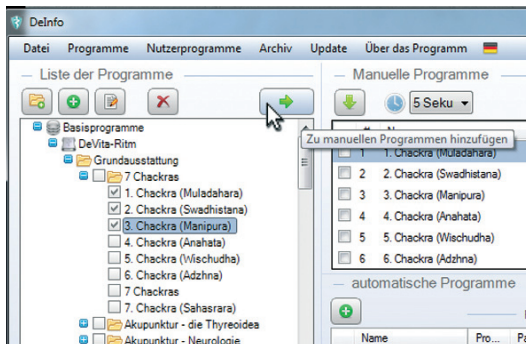 DeInfo
Datei Programme Nutzerprogramme Archiv Update Über das Programm
Liste der Programme
Basisprogramme
DeVita-Ritm
Grundausstattung
7 Chackras
1. Chackra (Muladahara)
2. Chackra (Swadhistana)
3. Chackra (Manipura)
4. Chackra (Anahata)
5. Chackra (Wischudha)
6. Chackra (Adzhna)
7 Chackras
7. Chackra (Sahasrara)
Akupunktur - die Thyreoidea
Akupunktur - Neurologie
Manuelle Programme
5 Seku
Zu manuellen Programmen hinzufügen
1 1. Chackra (Muladahara)
2 2. Chackra (Swadhistana)
3 3. Chackra (Manipura)
4 4. Chackra (Anahata)
5 5. Chackra (Wischudha)
6 6. Chackra (Adzhna)
automatische Programme
Name Pro...